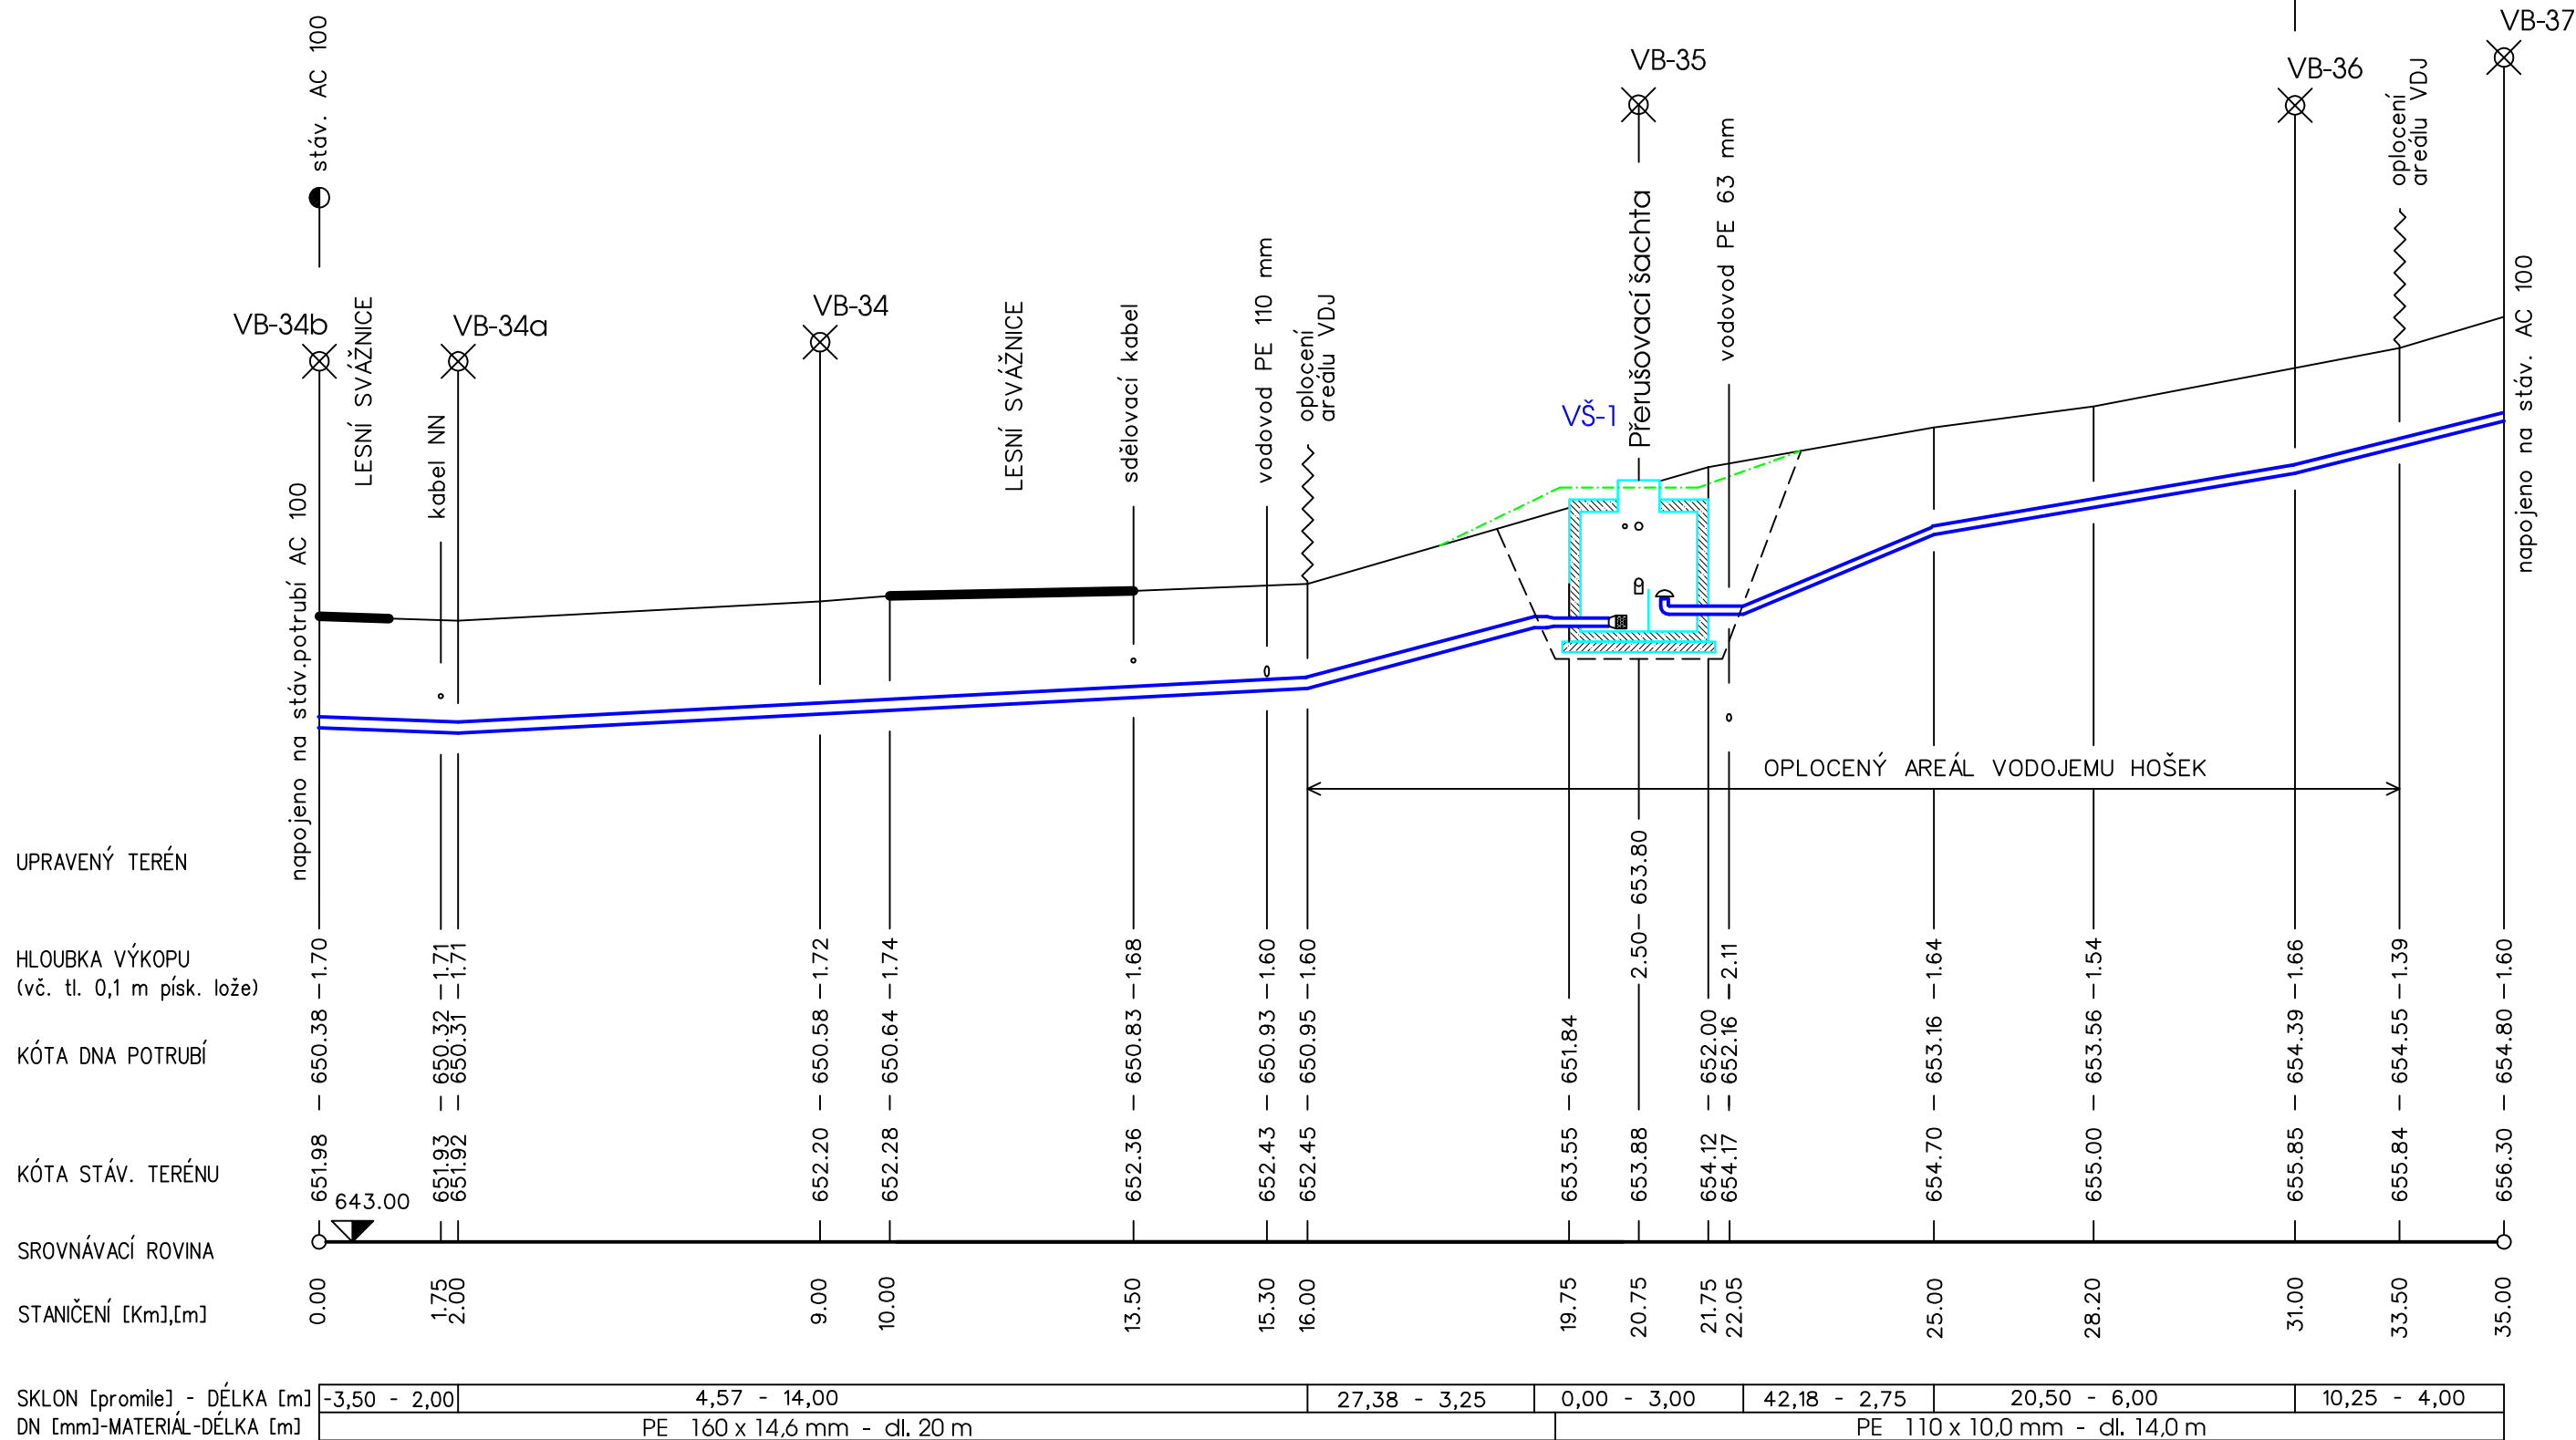 stáv. AC 100
VB-34b
LESNÍ SVÁŽNICE
kabel NN
VB-34a
VB-34
LESNÍ SVÁŽNICE
sdělovací kabel
vodovod PE 110 mm
oplocení
areálu VDJ
VB-35
Přerušovací šachta
VŠ-1
vodovod PE 63 mm
VB-36
oplocení
areálu VDJ
VB-37
napojeno na stáv.potrubí AC 100
napojeno na stáv. AC 100
OPLOCENÝ AREÁL VODOJEMU HOŠEK
UPRAVENÝ TERÉN
653.80
HLOUBKA VÝKOPU
(vč. tl. 0,1 m písk. lože)
1.70 1.71 1.71 1.72 1.74 1.68 1.60 1.60 2.50 2.11 1.64 1.54 1.66 1.39 1.60
KÓTA DNA POTRUBÍ
650.38 650.32 650.31 650.58 650.64 650.83 650.93 650.95 651.84 652.00 652.16 653.16 653.56 654.39 654.55 654.80
KÓTA STÁV. TERÉNU
651.98 651.93 651.92 652.20 652.28 652.36 652.43 652.45 653.55 653.88 654.12 654.17 654.70 655.00 655.85 655.84 656.30
643.00
SROVNÁVACÍ ROVINA
STANIČENÍ [Km],[m]
0.00 1.75 2.00 9.00 10.00 13.50 15.30 16.00 19.75 20.75 21.75 22.05 25.00 28.20 31.00 33.50 35.00
SKLON [promile] - DÉLKA [m] -3,50 - 2,00 4,57 - 14,00 27,38 - 3,25 0,00 - 3,00 42,18 - 2,75 20,50 - 6,00 10,25 - 4,00
DN [mm]-MATERIÁL-DÉLKA [m] PE 160 x 14,6 mm - dl. 20 m PE 110 x 10,0 mm - dl. 14,0 m